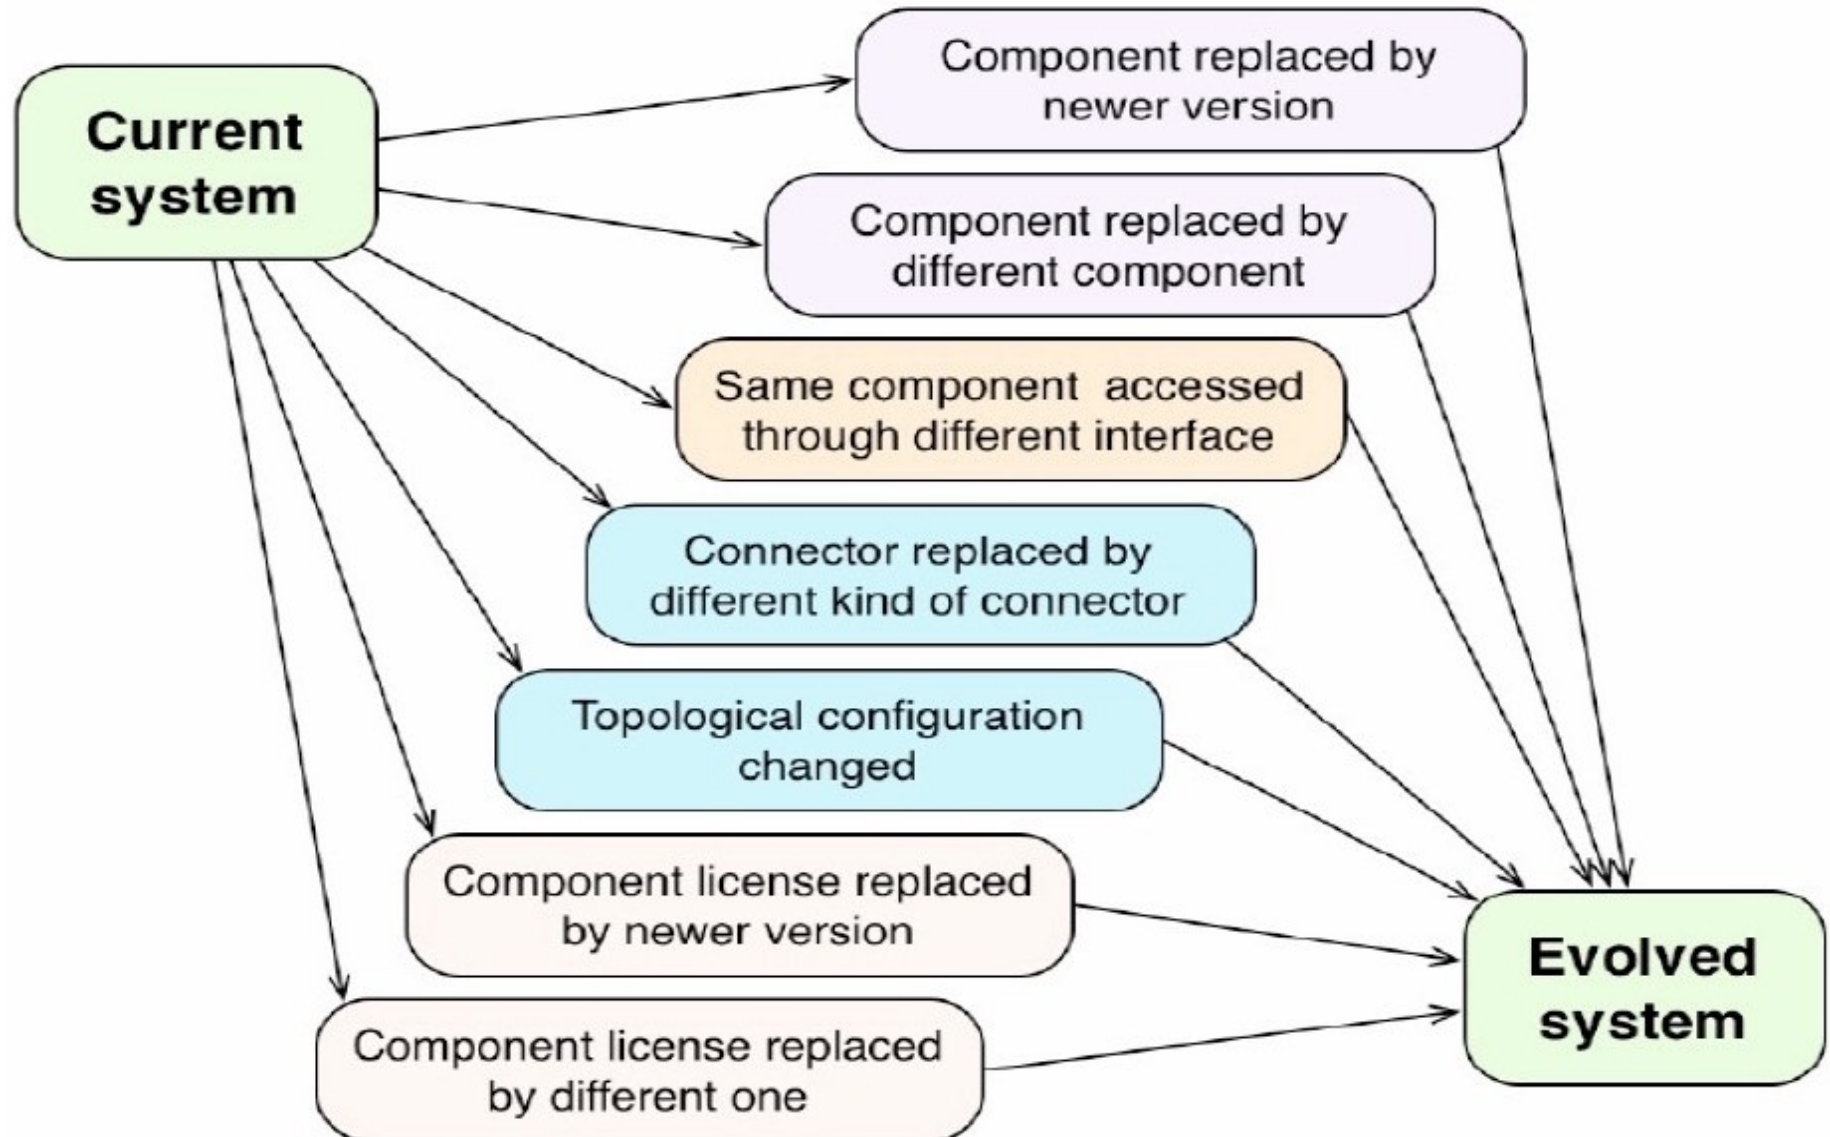 Current
system
Component replaced by
newer version
Component replaced by
different component
Same component accessed
through different interface
Connector replaced by
different kind of connector
Topological configuration
changed
Component license replaced
by newer version
Component license replaced
by different one
Evolved
system